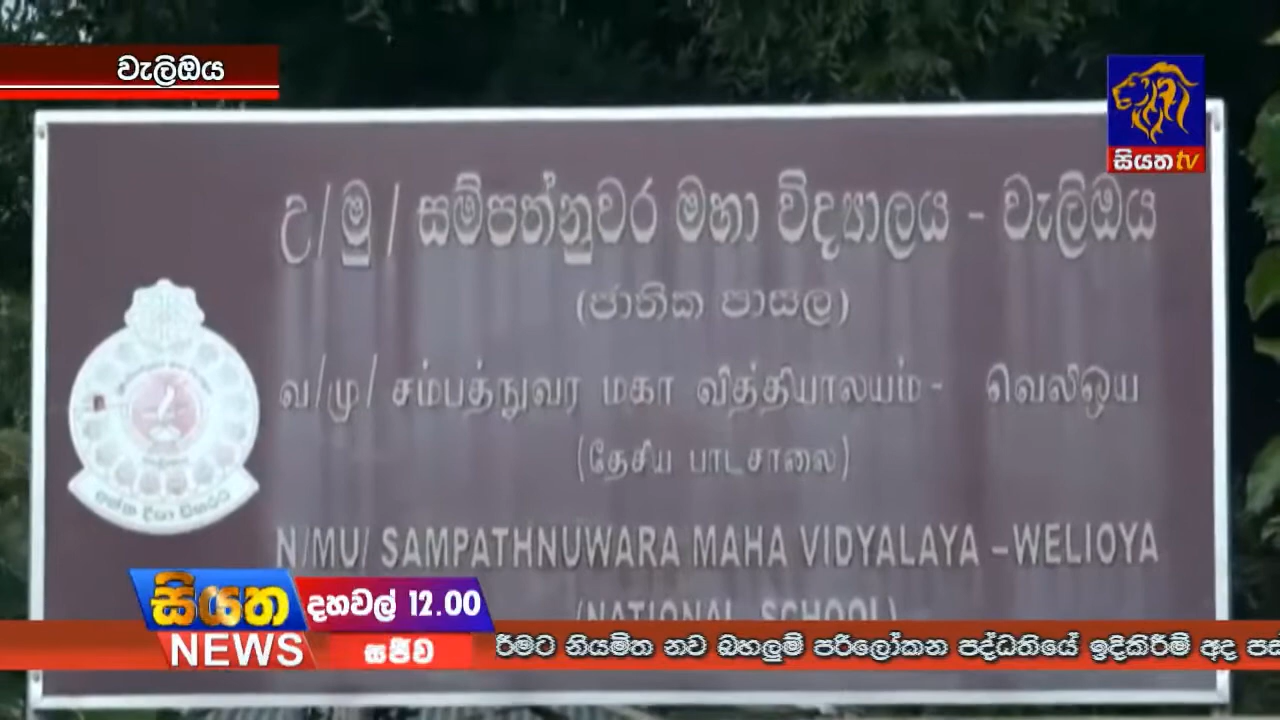 වැලිඔය
සියත tv
උ/මු/ සම්පත්නුවර මහා විද්‍යාලය - වැලිඔය
(ජාතික පාසල)
வ/மு/ சம்பத்நுவர மகா வித்தியாலயம் - வெலிஓய
(தேசிய பாடசாலை)
N/MU/ SAMPATHNUWARA MAHA VIDYALAYA – WELIOYA
(NATIONAL SCHOOL)
සියත
NEWS
දහවල් 12.00
සජීව
රීමට නියමිත නව බහලුම් පරිලෝකන පද්ධතියේ ඉදිකිරීම් අද